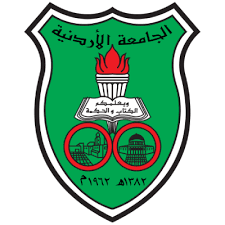 الجامعة الأردنية
ويعلمكم
الكتاب والحكمة
١٣٨٢هـ ١٩٦٢م